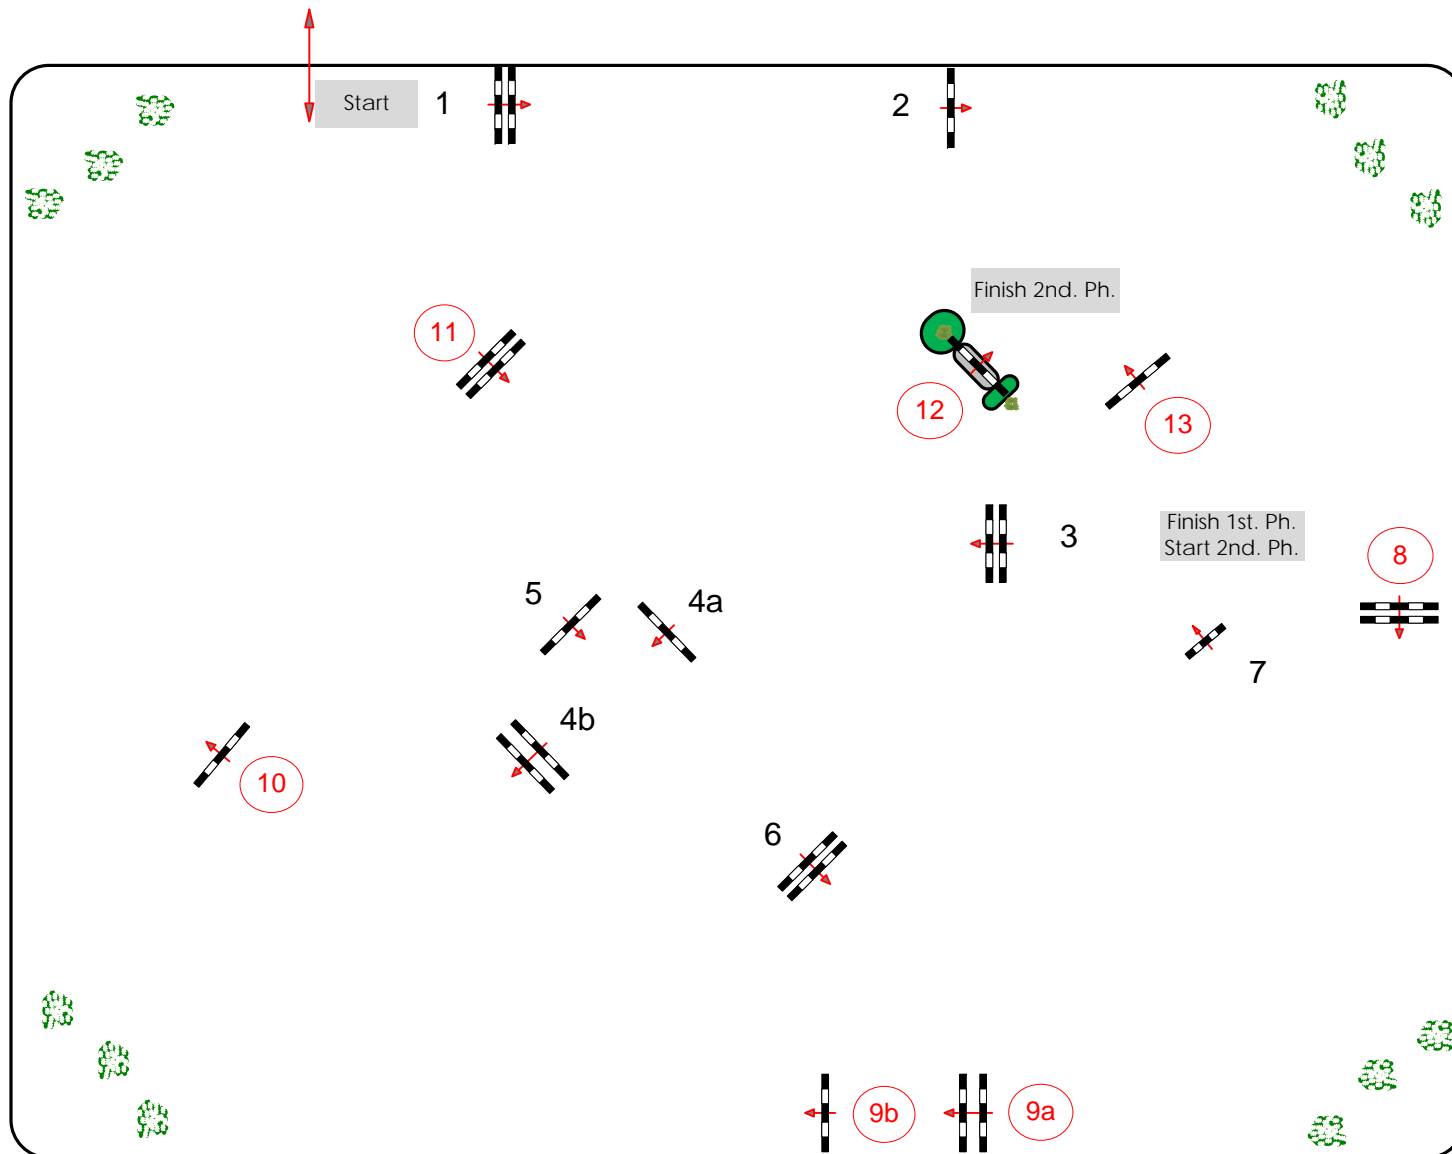 Start
1
2
Finish 2nd. Ph.
11
12
13
3
Finish 1st. Ph.
Start 2nd. Ph.
8
5
4a
7
4b
10
6
9b
9a